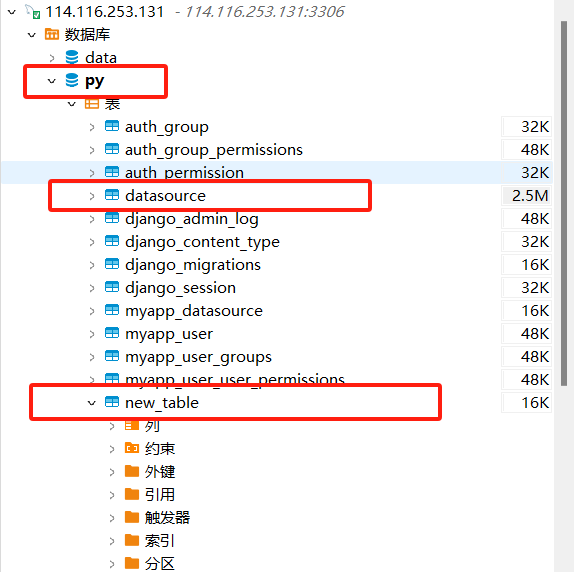 114.116.253.131 - 114.116.253.131:3306
数据库
data
py
表
auth_group 32K
auth_group_permissions 48K
auth_permission 32K
datasource 2.5M
django_admin_log 48K
django_content_type 32K
django_migrations 16K
django_session 32K
myapp_datasource 16K
myapp_user 48K
myapp_user_groups 48K
myapp_user_user_permissions 48K
new_table 16K
列
约束
外键
引用
触发器
索引
分区